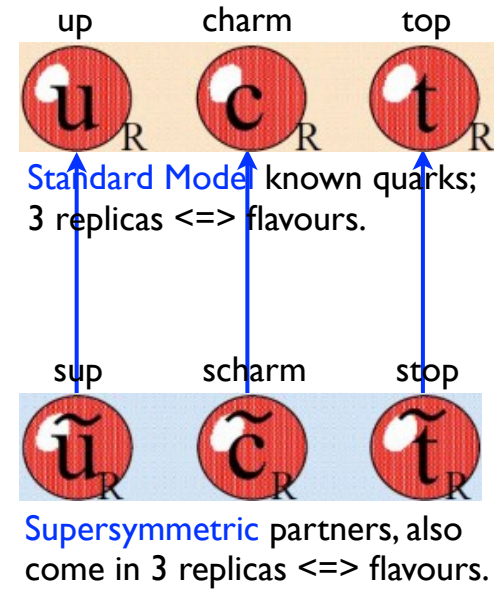 up charm top
u R c R t R
Standard Model known quarks;
3 replicas <=> flavours.
sup scharm stop
ũ R c̃ R t̃ R
Supersymmetric partners, also
come in 3 replicas <=> flavours.